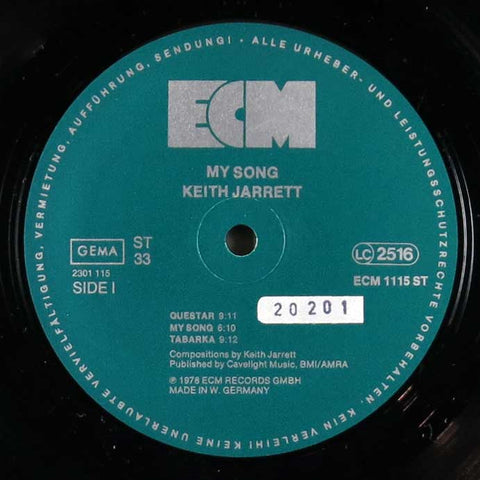 ALLE URHEBER- UND LEISTUNGSSCHUTZRECHTE VORBEHALTEN. KEIN VERLEIH! KEINE UNERLAUBTE VERVIELFÄLTIGUNG, VERMIETUNG, AUFFÜHRUNG, SENDUNG! •
ECM
MY SONG
KEITH JARRETT
GEMA
ST
33
LC 2516
2301 115
SIDE I
ECM 1115 ST
QUESTAR 9:11
MY SONG 6:10
TABARKA 9:12
20201
Compositions by Keith Jarrett
Published by Cavelight Music, BMI/AMRA
℗ 1978 ECM RECORDS GMBH
MADE IN W. GERMANY